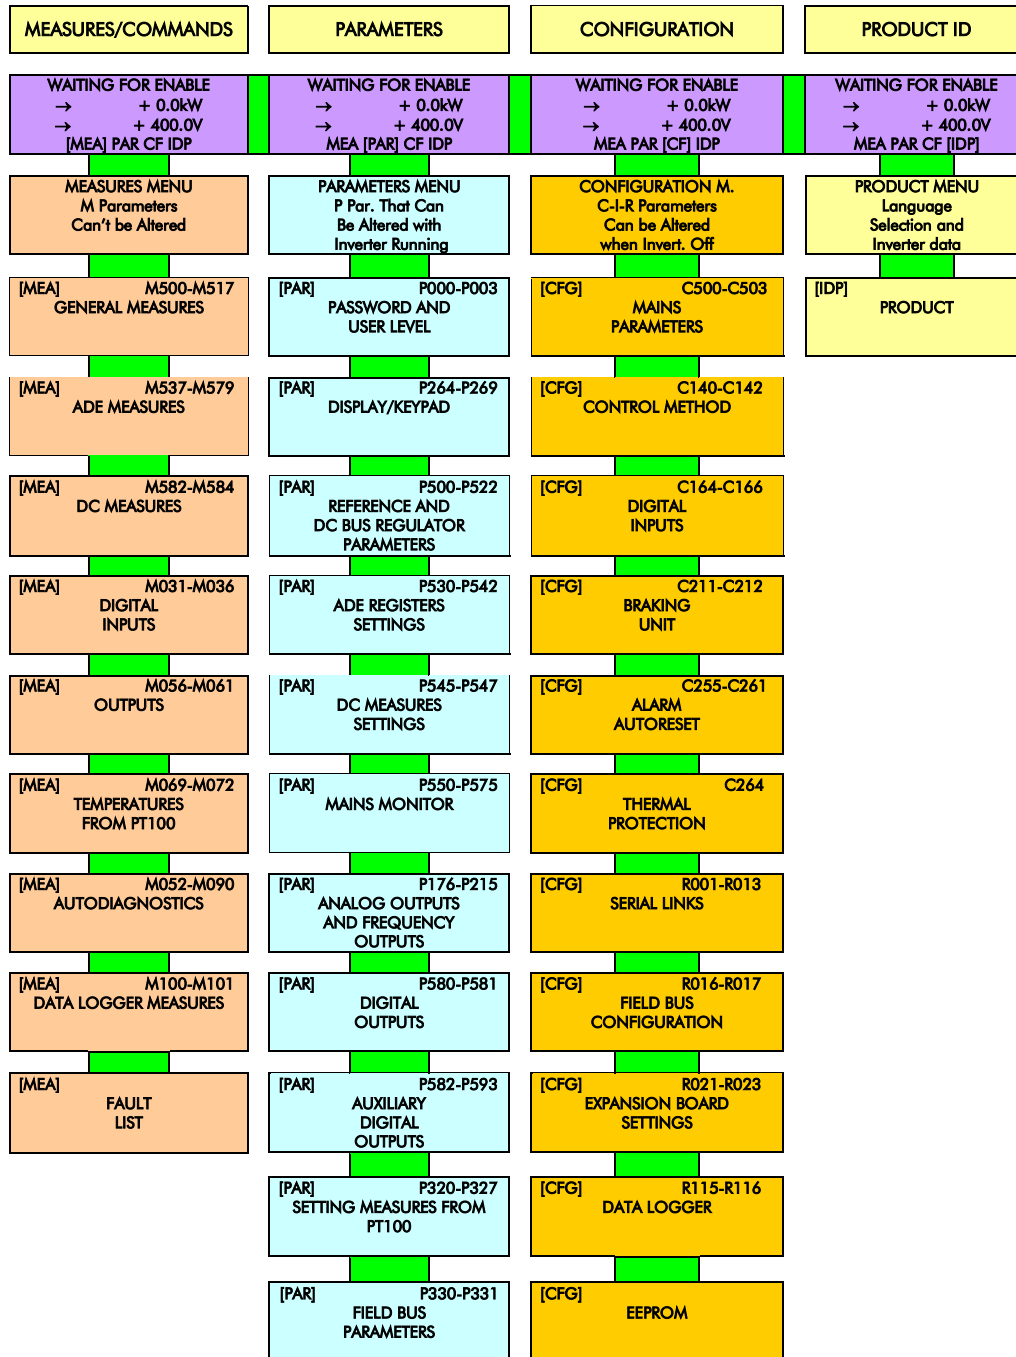 MEASURES/COMMANDS
PARAMETERS
CONFIGURATION
PRODUCT ID
WAITING FOR ENABLE
→ + 0.0kW
→ + 400.0V
[MEA] PAR CF IDP
WAITING FOR ENABLE
→ + 0.0kW
→ + 400.0V
MEA [PAR] CF IDP
WAITING FOR ENABLE
→ + 0.0kW
→ + 400.0V
MEA PAR [CF] IDP
WAITING FOR ENABLE
→ + 0.0kW
→ + 400.0V
MEA PAR CF [IDP]
MEASURES MENU
M Parameters
Can't be Altered
PARAMETERS MENU
P Par. That Can
Be Altered with
Inverter Running
CONFIGURATION M.
C-I-R Parameters
Can be Altered
when Invert. Off
PRODUCT MENU
Language
Selection and
Inverter data
[MEA] M500-M517
GENERAL MEASURES
[PAR] P000-P003
PASSWORD AND
USER LEVEL
[CFG] C500-C503
MAINS
PARAMETERS
[IDP]
PRODUCT
[MEA] M537-M579
ADE MEASURES
[PAR] P264-P269
DISPLAY/KEYPAD
[CFG] C140-C142
CONTROL METHOD
[MEA] M582-M584
DC MEASURES
[PAR] P500-P522
REFERENCE AND
DC BUS REGULATOR
PARAMETERS
[CFG] C164-C166
DIGITAL
INPUTS
[MEA] M031-M036
DIGITAL
INPUTS
[PAR] P530-P542
ADE REGISTERS
SETTINGS
[CFG] C211-C212
BRAKING
UNIT
[MEA] M056-M061
OUTPUTS
[PAR] P545-P547
DC MEASURES
SETTINGS
[CFG] C255-C261
ALARM
AUTORESET
[MEA] M069-M072
TEMPERATURES
FROM PT100
[PAR] P550-P575
MAINS MONITOR
[CFG] C264
THERMAL
PROTECTION
[MEA] M052-M090
AUTODIAGNOSTICS
[PAR] P176-P215
ANALOG OUTPUTS
AND FREQUENCY
OUTPUTS
[CFG] R001-R013
SERIAL LINKS
[MEA] M100-M101
DATA LOGGER MEASURES
[PAR] P580-P581
DIGITAL
OUTPUTS
[CFG] R016-R017
FIELD BUS
CONFIGURATION
[MEA]
FAULT
LIST
[PAR] P582-P593
AUXILIARY
DIGITAL
OUTPUTS
[CFG] R021-R023
EXPANSION BOARD
SETTINGS
[PAR] P320-P327
SETTING MEASURES FROM
PT100
[CFG] R115-R116
DATA LOGGER
[PAR] P330-P331
FIELD BUS
PARAMETERS
[CFG]
EEPROM